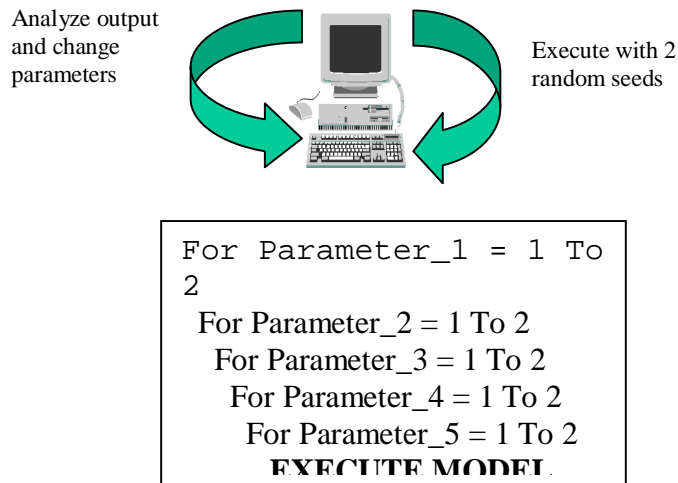 Analyze output
and change
parameters
Execute with 2
random seeds
For Parameter_1 = 1 To
2
For Parameter_2 = 1 To 2
For Parameter_3 = 1 To 2
For Parameter_4 = 1 To 2
For Parameter_5 = 1 To 2
EXECUTE MODEL